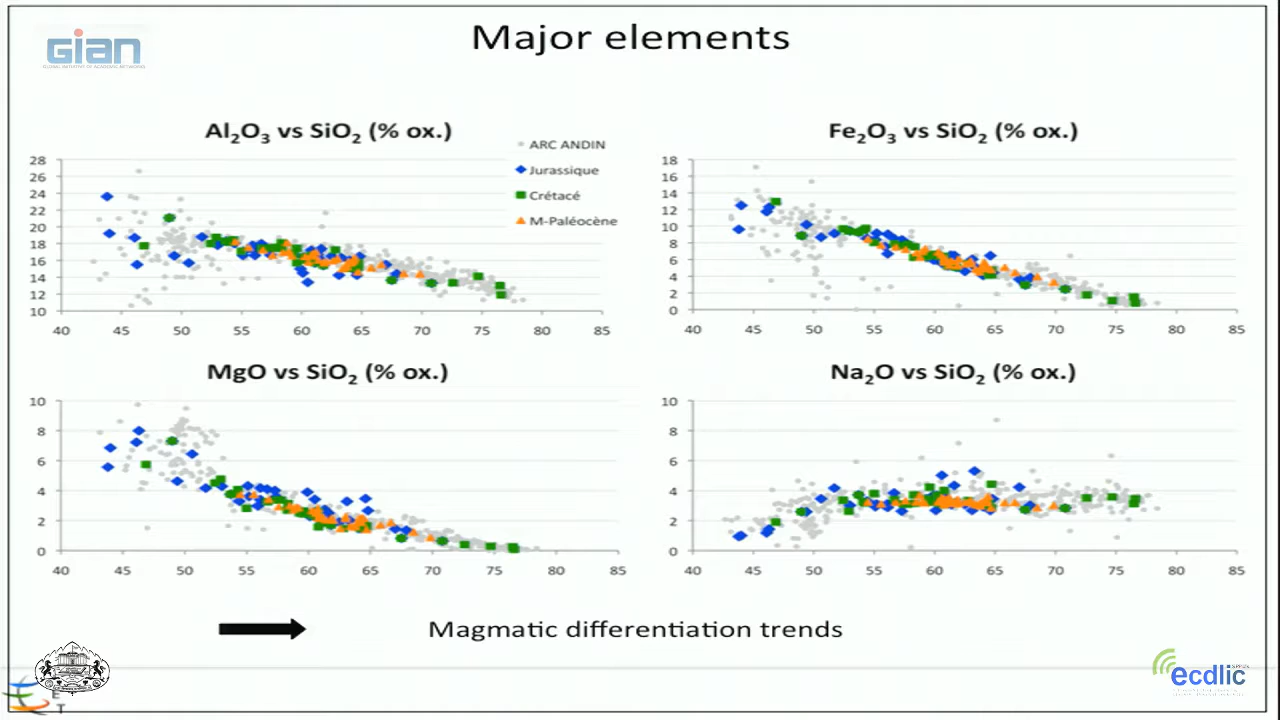 Major elements
Gian
Al₂O₃ vs SiO₂ (% ox.)
ARC ANDIN
Jurassique
Crétacé
M-Paléocène
28
26
24
22
20
18
16
14
12
10
40 45 50 55 60 65 70 75 80 85
Fe₂O₃ vs SiO₂ (% ox.)
18
16
14
12
10
8
6
4
2
0
40 45 50 55 60 65 70 75 80 85
MgO vs SiO₂ (% ox.)
10
8
6
4
2
0
40 45 50 55 60 65 70 75 80 85
Na₂O vs SiO₂ (% ox.)
10
8
6
4
2
0
40 45 50 55 60 65 70 75 80 85
Magmatic differentiation trends
E
T
ecdlic